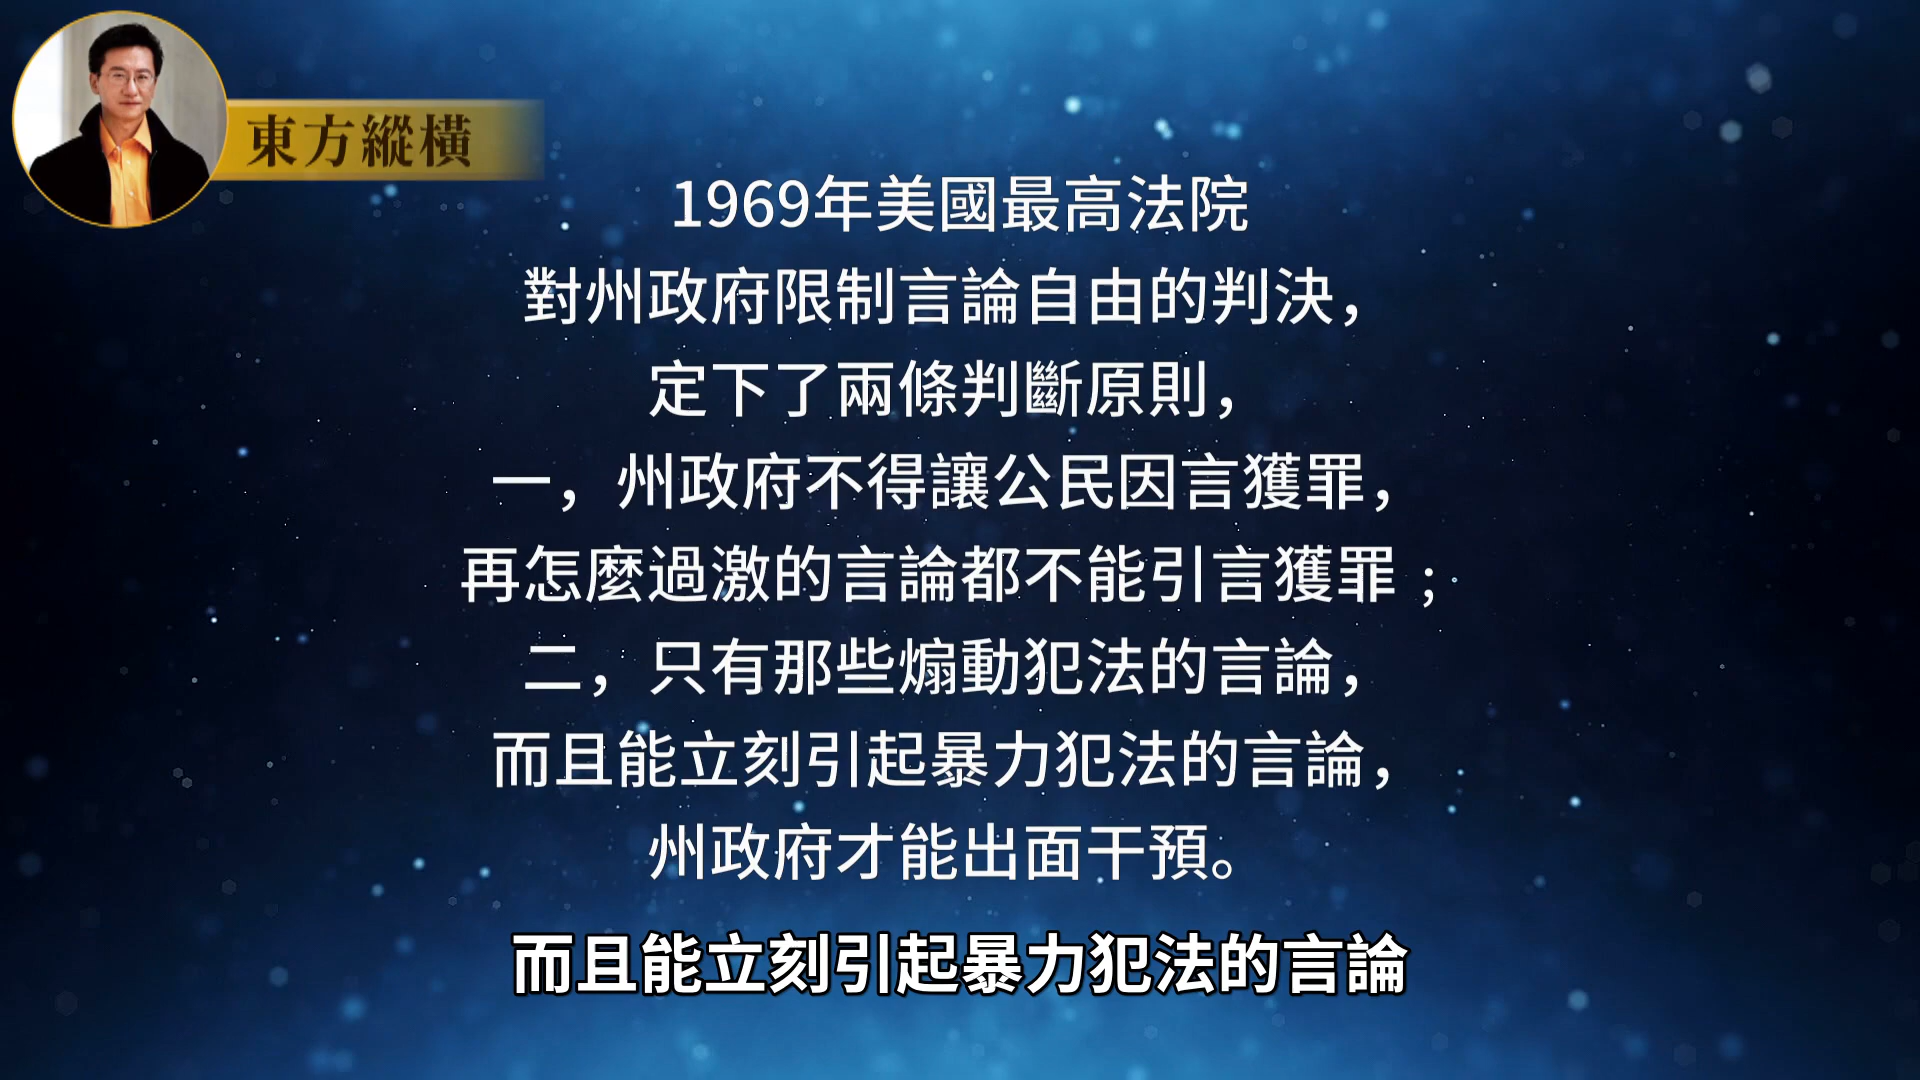 東方縱橫
1969年美國最高法院
對州政府限制言論自由的判決，
定下了兩條判斷原則，
一，州政府不得讓公民因言獲罪，
再怎麼過激的言論都不能引言獲罪；
二，只有那些煽動犯法的言論，
而且能立刻引起暴力犯法的言論，
州政府才能出面干預。
而且能立刻引起暴力犯法的言論